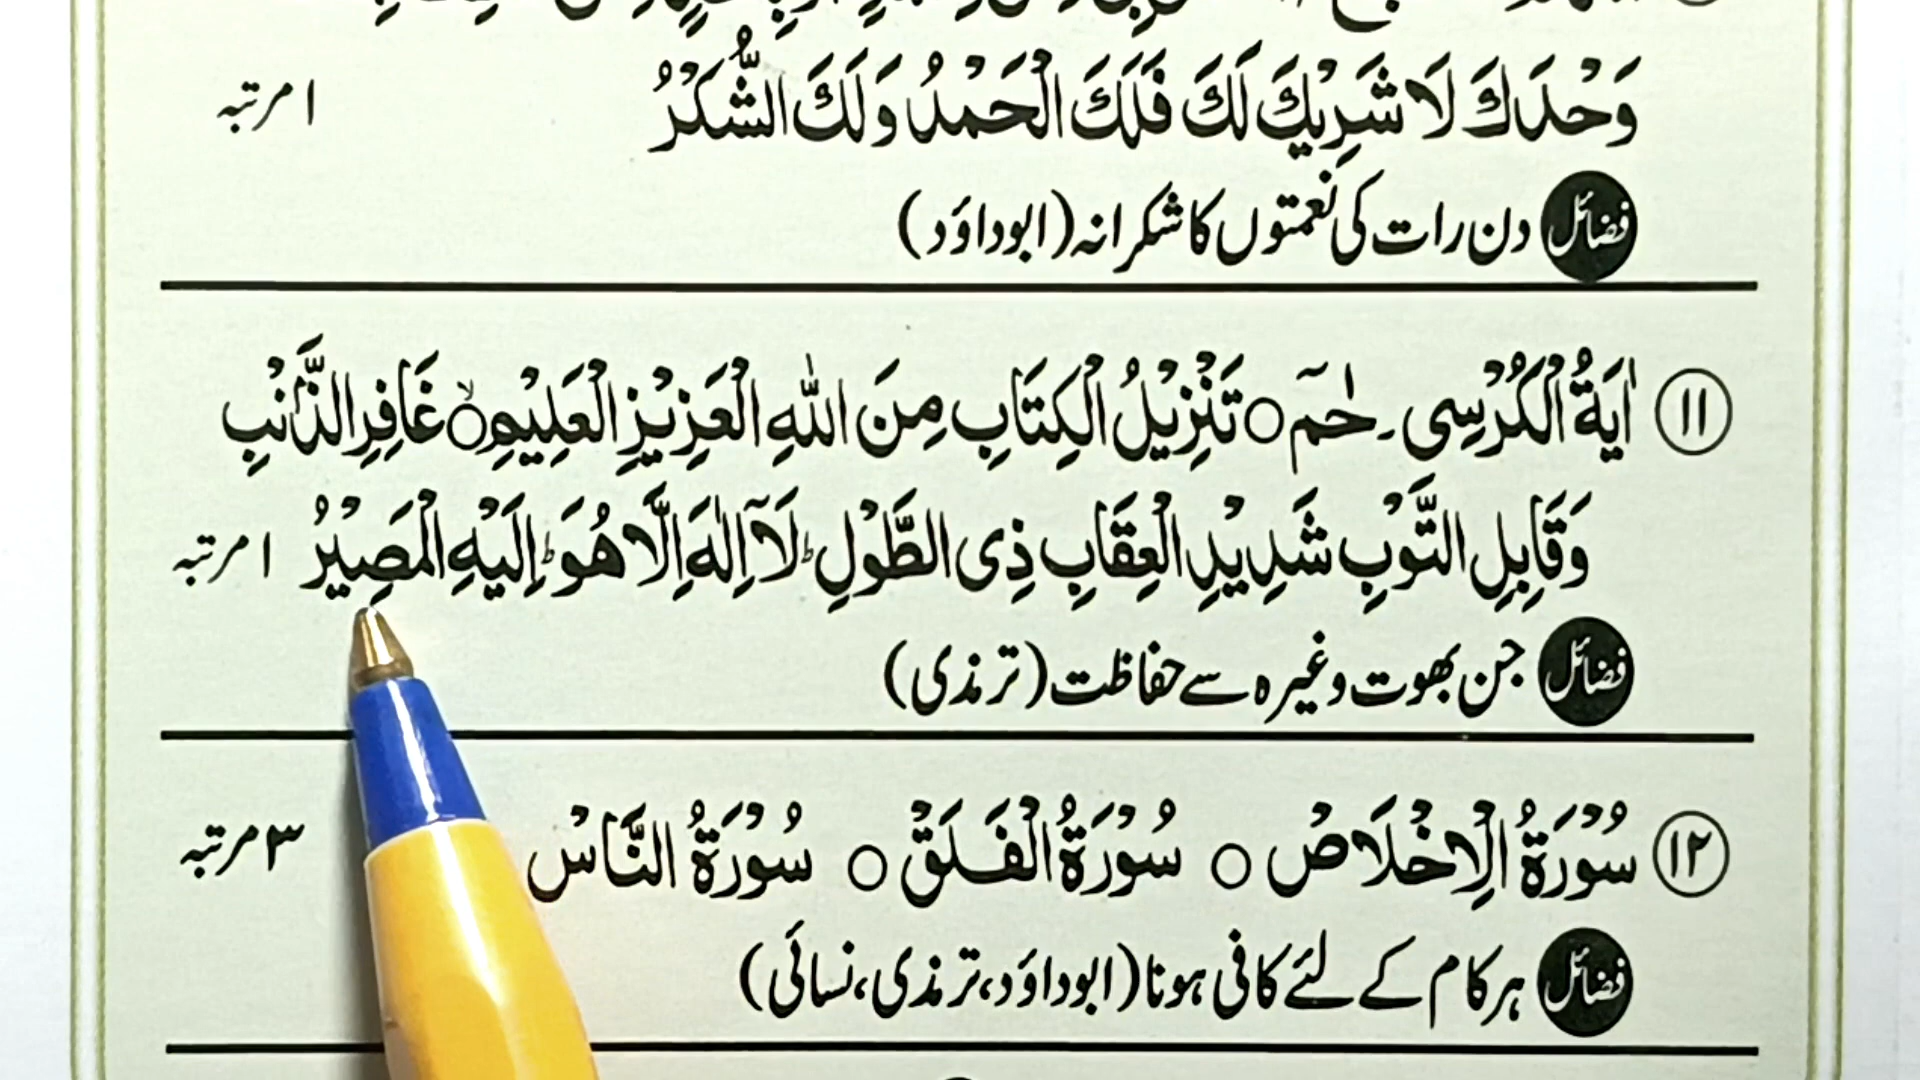 وَحْدَكَ لَا شَرِيْكَ لَكَ فَلَكَ الْحَمْدُ وَلَكَ الشُّكْرُ ۱ مرتبہ
فضائل دن رات کی نعمتوں کا شکرانہ (ابوداؤد)
۱۱ اٰيَةُ الْكُرْسِى ۔ حٰمٓ ○ تَنْزِيْلُ الْكِتَابِ مِنَ اللّٰهِ الْعَزِيْزِ الْعَلِيْمِ ○ۙ غَافِرِ الذَّنْبِ
وَقَابِلِ التَّوْبِ شَدِيْدِ الْعِقَابِ ذِى الطَّوْلِ ؕ لَآ اِلٰهَ اِلَّا هُوَ ؕ اِلَيْهِ الْمَصِيْرُ ۱ مرتبہ
فضائل جن بھوت وغیرہ سے حفاظت (ترمذی)
۱۲ سُوْرَةُ الْاِخْلَاصْ ○ سُوْرَةُ الْفَلَقْ ○ سُوْرَةُ النَّاسْ ۳ مرتبہ
فضائل ہر کام کے لئے کافی ہونا (ابوداؤد، ترمذی، نسائی)